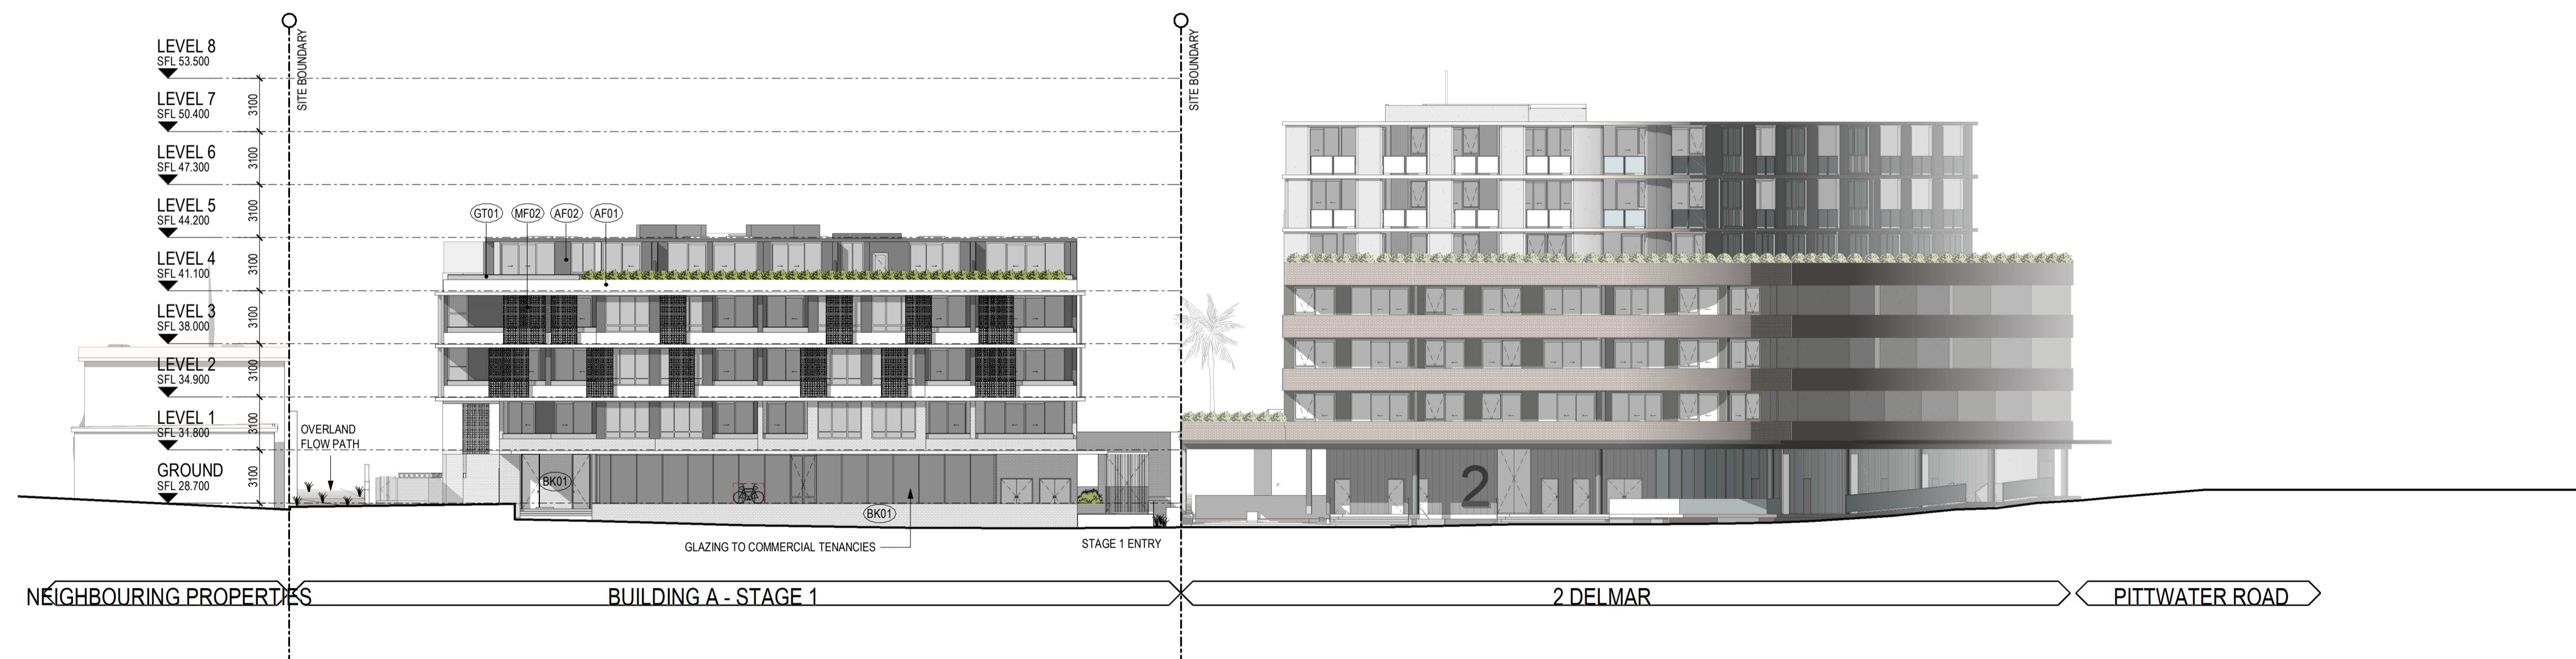 SITE BOUNDARY
SITE BOUNDARY
LEVEL 8
SFL 53.500
3100
LEVEL 7
SFL 50.400
3100
LEVEL 6
SFL 47.300
3100
LEVEL 5
SFL 44.200
3100
GT01 MF02 AF02 AF01
LEVEL 4
SFL 41.100
3100
LEVEL 3
SFL 38.000
3100
LEVEL 2
SFL 34.900
3100
LEVEL 1
SFL 31.800
3100
OVERLAND
FLOW PATH
GROUND
SFL 28.700
BK01
BK01
2
GLAZING TO COMMERCIAL TENANCIES
STAGE 1 ENTRY
NEIGHBOURING PROPERTIES
BUILDING A - STAGE 1
2 DELMAR
PITTWATER ROAD